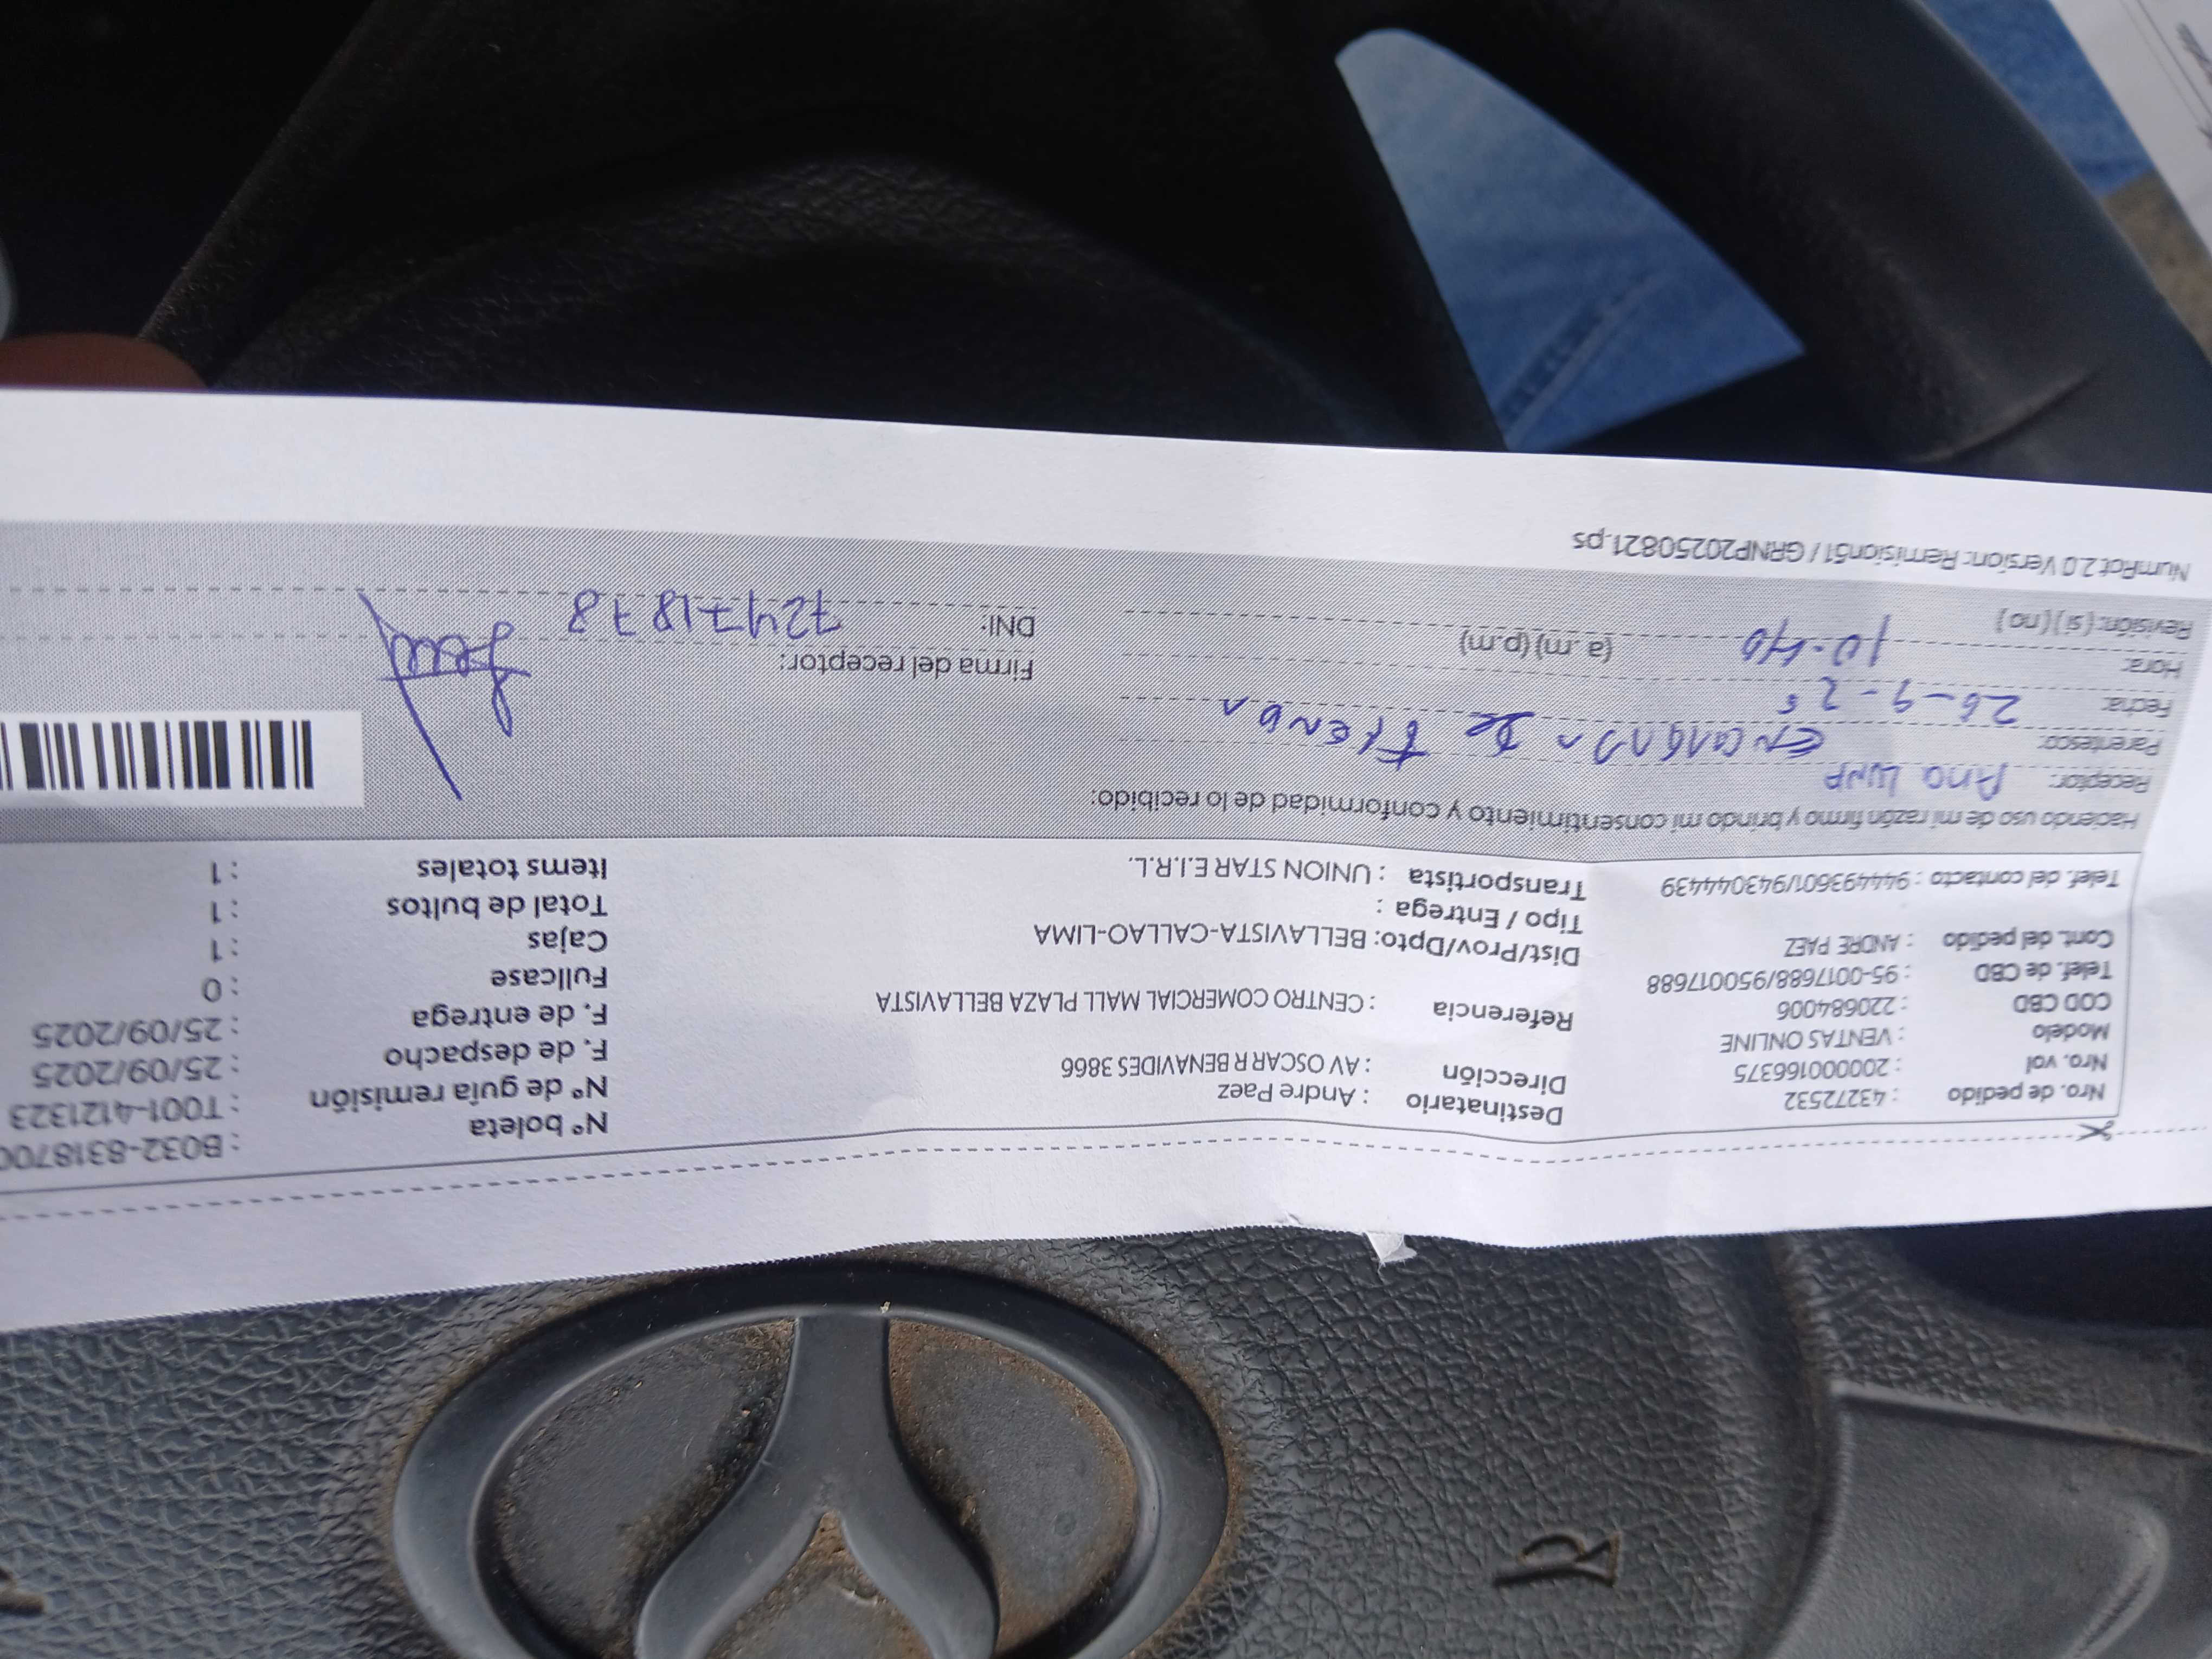 Nro. de pedido : 43272532
Nro. vol : 200000166375
Modelo : VENTAS ONLINE
COD CBD : 220684006
Telef. de CBD : 95-0017688/950017688
Cont. del pedido : ANDRE PAEZ
Telef. del contacto : 944493601/943044439
Destinatario : Andre Paez
Dirección : AV OSCAR R BENAVIDES 3866
Referencia : CENTRO COMERCIAL MALL PLAZA BELLAVISTA
Dist/Prov/Dpto: BELLAVISTA-CALLAO-LIMA
Tipo / Entrega :
Transportista : UNION STAR E.I.R.L.
N° boleta : B032-831870
N° de guía remisión : T001-4121323
F. de despacho : 25/09/2025
F. de entrega : 25/09/2025
Fullcase : 0
Cajas : 1
Total de bultos : 1
Items totales : 1
Haciendo uso de mi razón firmo y brindo mi consentimiento y conformidad de lo recibido:
Receptor: Ana Luna
Parentesco: Encargada de tienda
Fecha: 26-9-25
Hora: 10:40 (a.m)(p.m)
Revisión: (si)(no)
Firma del receptor:
DNI: 72471878
NumRot 2.0 Version: Remision51 / GRNP20250821.ps